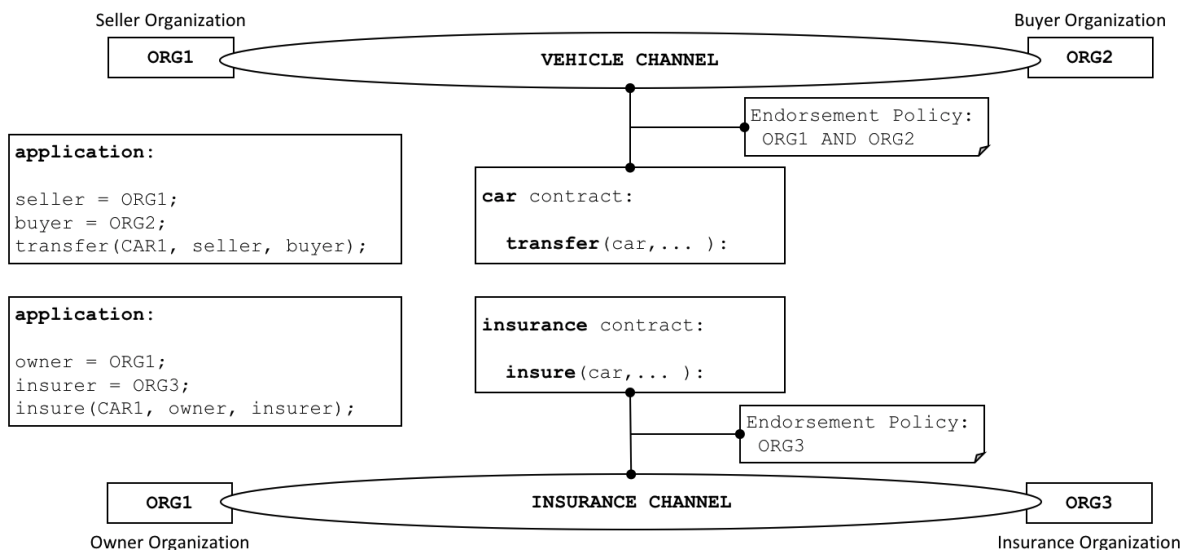 Seller Organization
Buyer Organization
ORG1
VEHICLE CHANNEL
ORG2
Endorsement Policy:
ORG1 AND ORG2
application:
seller = ORG1;
buyer = ORG2;
transfer(CAR1, seller, buyer);
car contract:
transfer(car,... ):
application:
owner = ORG1;
insurer = ORG3;
insure(CAR1, owner, insurer);
insurance contract:
insure(car,... ):
Endorsement Policy:
ORG3
ORG1
INSURANCE CHANNEL
ORG3
Owner Organization
Insurance Organization